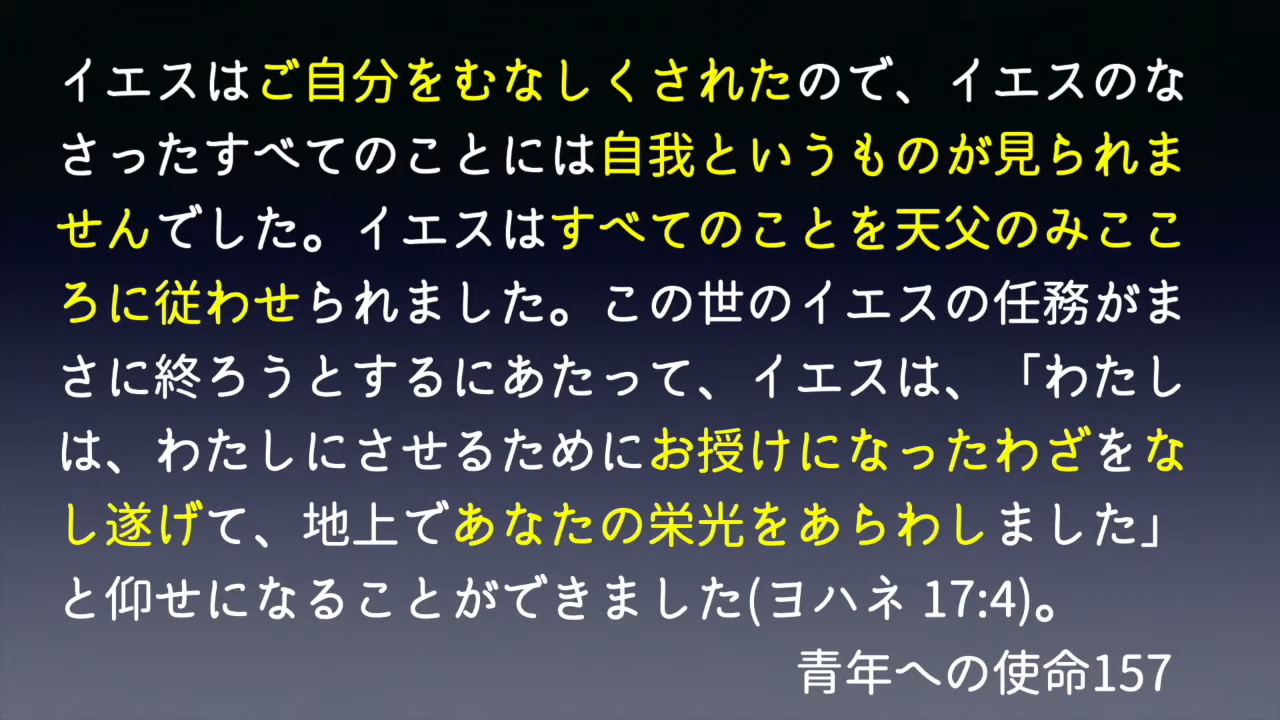 イエスはご自分をむなしくされたので、イエスのな
さったすべてのことには自我というものが見られま
せんでした。イエスはすべてのことを天父のみここ
ろに従わせられました。この世のイエスの任務がま
さに終ろうとするにあたって、イエスは、「わたし
は、わたしにさせるためにお授けになったわざをな
し遂げて、地上であなたの栄光をあらわしました」
と仰せになることができました(ヨハネ 17:4)。
青年への使命157